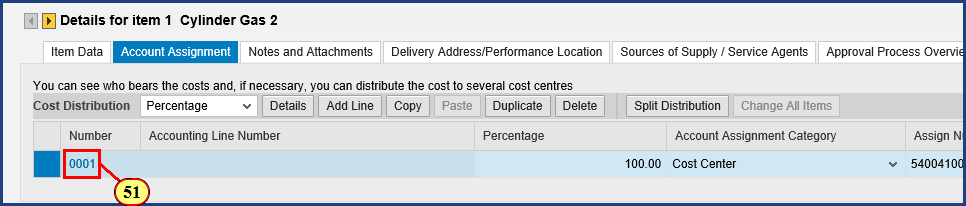 Details for item 1 Cylinder Gas 2
Item Data Account Assignment Notes and Attachments Delivery Address/Performance Location Sources of Supply / Service Agents Approval Process Overvie
You can see who bears the costs and, if necessary, you can distribute the cost to several cost centres
Cost Distribution Percentage Details Add Line Copy Paste Duplicate Delete Split Distribution Change All Items
Number Accounting Line Number Percentage Account Assignment Category Assign Nu
0001 100.00 Cost Center 54004100
51